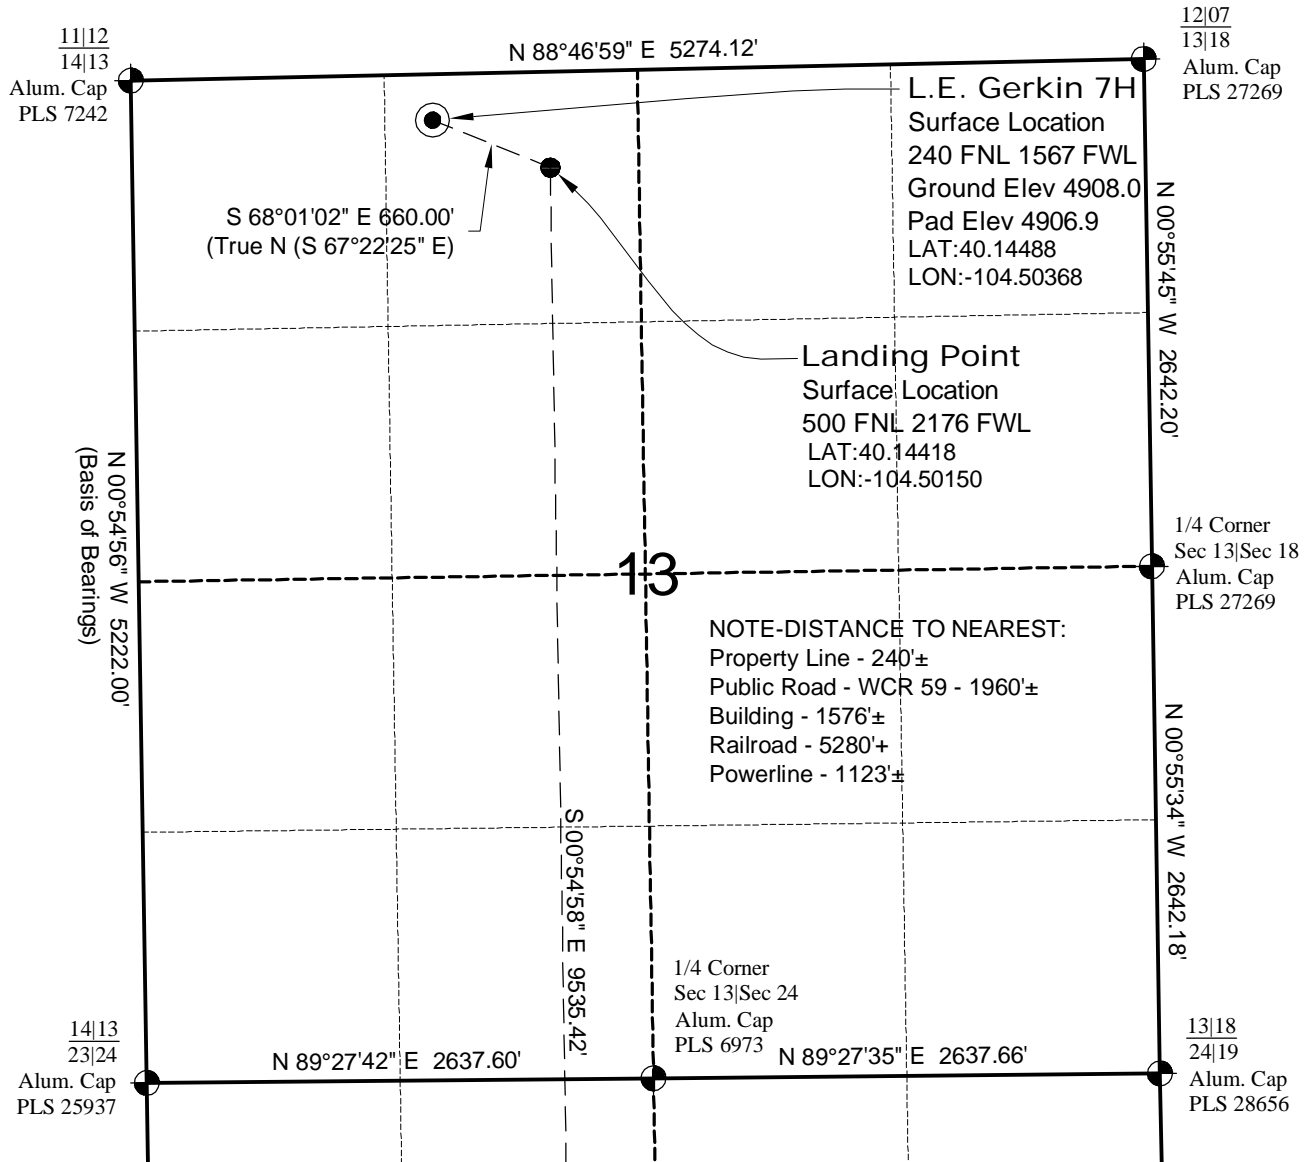 11|12
14|13
Alum. Cap
PLS 7242
N 88°46'59" E 5274.12'
12|07
13|18
Alum. Cap
PLS 27269
L.E. Gerkin 7H
Surface Location
240 FNL 1567 FWL
Ground Elev 4908.0
Pad Elev 4906.9
LAT:40.14488
LON:-104.50368
S 68°01'02" E 660.00'
(True N (S 67°22'25" E)
N 00°55'45" W 2642.20'
Landing Point
Surface Location
500 FNL 2176 FWL
LAT:40.14418
LON:-104.50150
N 00°54'56" W 5222.00'
(Basis of Bearings)
1/4 Corner
Sec 13|Sec 18
Alum. Cap
PLS 27269
13
NOTE-DISTANCE TO NEAREST:
Property Line - 240'±
Public Road - WCR 59 - 1960'±
Building - 1576'±
Railroad - 5280'+
Powerline - 1123'±
N 00°55'34" W 2642.18'
S 00°54'58" E 9535.42'
1/4 Corner
Sec 13|Sec 24
Alum. Cap
PLS 6973
14|13
23|24
Alum. Cap
PLS 25937
N 89°27'42" E 2637.60'
N 89°27'35" E 2637.66'
13|18
24|19
Alum. Cap
PLS 28656